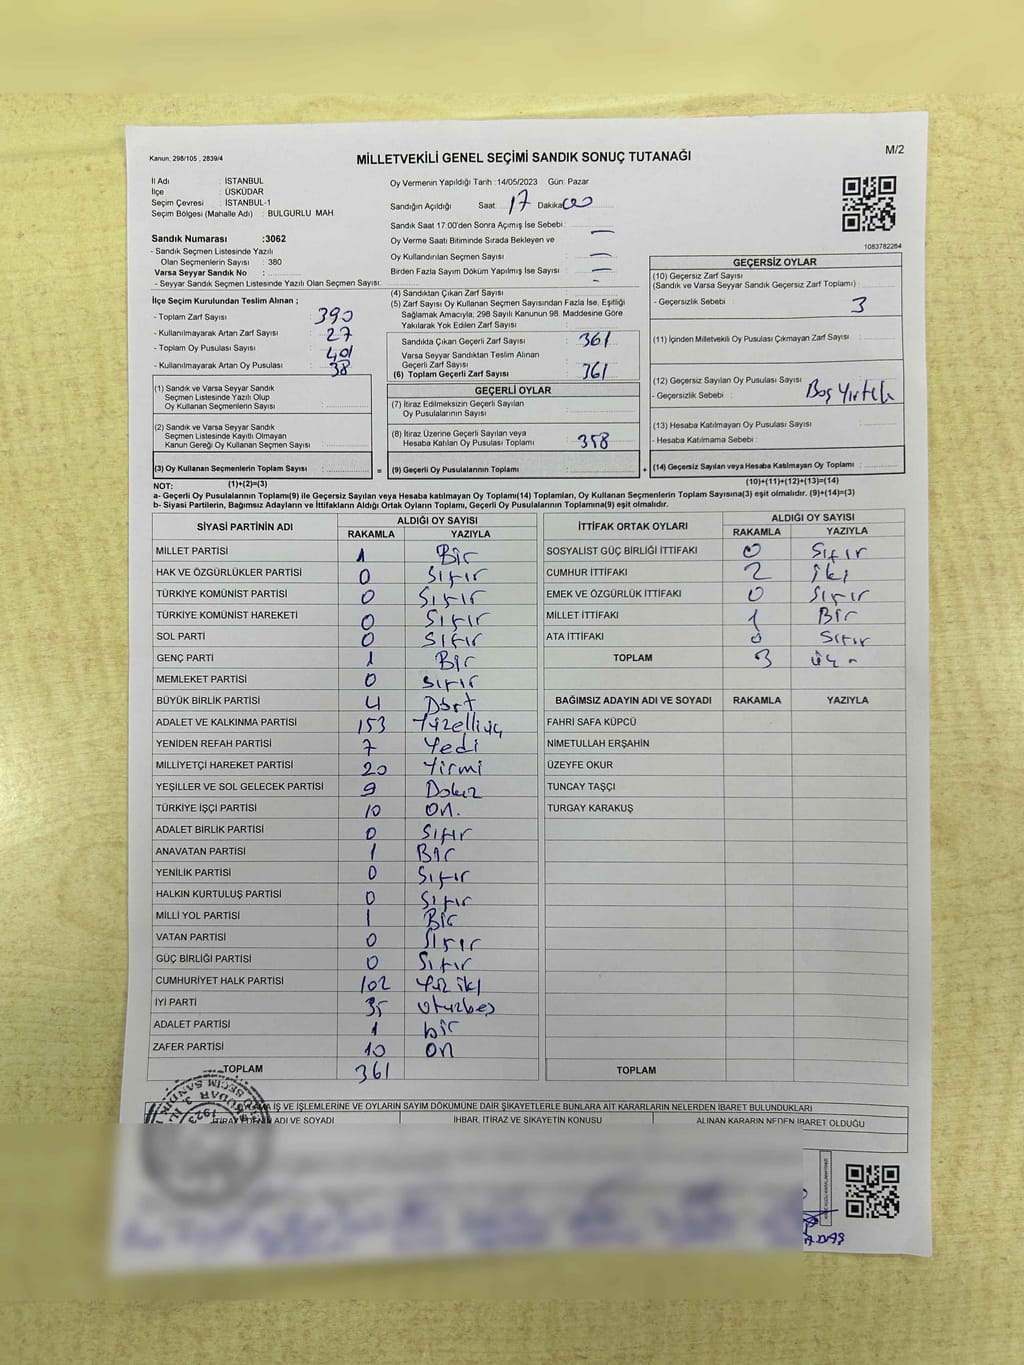 Kanun; 298/105 , 2839/4
MİLLETVEKİLİ GENEL SEÇİMİ SANDIK SONUÇ TUTANAĞI
M/2
İl Adı : İSTANBUL
İlçe : ÜSKÜDAR
Seçim Çevresi : İSTANBUL-1
Seçim Bölgesi (Mahalle Adı) : BULGURLU MAH.
Sandık Numarası :3062
- Sandık Seçmen Listesinde Yazılı
Olan Seçmenlerin Sayısı : 380
Varsa Seyyar Sandık No :
- Seyyar Sandık Seçmen Listesinde Yazılı Olan Seçmen Sayısı:
Oy Vermenin Yapıldığı Tarih :14/05/2023 Gün: Pazar
Sandığın Açıldığı Saat 17 Dakika 00
Sandık Saat 17:00'den Sonra Açımış İse Sebebi : —
Oy Verme Saati Bitiminde Sırada Bekleyen ve
Oy Kullandırılan Seçmen Sayısı : —
Birden Fazla Sayım Döküm Yapılmış İse Sayısı : —
1083782264
İlçe Seçim Kurulundan Teslim Alınan ;
- Toplam Zarf Sayısı : 390
- Kullanılmayarak Artan Zarf Sayısı : 27
- Toplam Oy Pusulası Sayısı : 401
- Kullanılmayarak Artan Oy Pusulası : 38
(1) Sandık ve Varsa Seyyar Sandık
Seçmen Listesinde Yazılı Olup
Oy Kullanan Seçmenlerin Sayısı :
(2) Sandık ve Varsa Seyyar Sandık
Seçmen Listesinde Kayıtlı Olmayan
Kanun Gereği Oy Kullanan Seçmen Sayısı :
(3) Oy Kullanan Seçmenlerin Toplam Sayısı :
(1)+(2)=(3)
(4) Sandıktan Çıkan Zarf Sayısı :
(5) Zarf Sayısı Oy Kullanan Seçmen Sayısından Fazla İse, Eşitliği
Sağlamak Amacıyla; 298 Sayılı Kanunun 98. Maddesine Göre
Yakılarak Yok Edilen Zarf Sayısı :
Sandıkta Çıkan Geçerli Zarf Sayısı : 361
Varsa Seyyar Sandıktan Teslim Alınan
Geçerli Zarf Sayısı :
(6) Toplam Geçerli Zarf Sayısı : 361
GEÇERLİ OYLAR
(7) İtiraz Edilmeksizin Geçerli Sayılan
Oy Pusulalarının Sayısı :
(8) İtiraz Üzerine Geçerli Sayılan veya
Hesaba Katılan Oy Pusulası Toplamı : 358
= (9) Geçerli Oy Pusulalarının Toplamı :
GEÇERSİZ OYLAR
(10) Geçersiz Zarf Sayısı
(Sandık ve Varsa Seyyar Sandık Geçersiz Zarf Toplamı) :
- Geçersizlik Sebebi : 3
(11) İçinden Milletvekili Oy Pusulası Çıkmayan Zarf Sayısı :
(12) Geçersiz Sayılan Oy Pusulası Sayısı :
- Geçersizlik Sebebi : Boş Yırtık
(13) Hesaba Katılmayan Oy Pusulası Sayısı :
- Hesaba Katılmama Sebebi :
+ (14) Geçersiz Sayılan veya Hesaba Katılmayan Oy Toplamı :
(10)+(11)+(12)+(13)=(14)
NOT:
a- Geçerli Oy Pusulalarının Toplamı(9) ile Geçersiz Sayılan veya Hesaba katılmayan Oy Toplamı(14) Toplamları, Oy Kullanan Seçmenlerin Toplam Sayısına(3) eşit olmalıdır. (9)+(14)=(3)
b- Siyasi Partilerin, Bağımsız Adayların ve İttifakların Aldığı Ortak Oyların Toplamı, Geçerli Oy Pusulalarının Toplamına(9) eşit olmalıdır.
SİYASİ PARTİNİN ADI ALDIĞI OY SAYISI
RAKAMLA YAZIYLA
MİLLET PARTİSİ 1 Bir
HAK VE ÖZGÜRLÜKLER PARTİSİ 0 Sıfır
TÜRKİYE KOMÜNİST PARTİSİ 0 Sıfır
TÜRKİYE KOMÜNİST HAREKETİ 0 Sıfır
SOL PARTİ 0 Sıfır
GENÇ PARTİ 1 Bir
MEMLEKET PARTİSİ 0 Sıfır
BÜYÜK BİRLİK PARTİSİ 4 Dört
ADALET VE KALKINMA PARTİSİ 153 Yüzelliüç
YENİDEN REFAH PARTİSİ 7 Yedi
MİLLİYETÇİ HAREKET PARTİSİ 20 Yirmi
YEŞİLLER VE SOL GELECEK PARTİSİ 9 Dokuz
TÜRKİYE İŞÇİ PARTİSİ 10 On.
ADALET BİRLİK PARTİSİ 0 Sıfır
ANAVATAN PARTİSİ 1 Bir
YENİLİK PARTİSİ 0 Sıfır
HALKIN KURTULUŞ PARTİSİ 0 Sıfır
MİLLİ YOL PARTİSİ 1 Bir
VATAN PARTİSİ 0 Sıfır
GÜÇ BİRLİĞİ PARTİSİ 0 Sıfır
CUMHURİYET HALK PARTİSİ 102 Yüz iki
İYİ PARTİ 35 Otuzbeş
ADALET PARTİSİ 1 bir
ZAFER PARTİSİ 10 On
TOPLAM 361
İTTİFAK ORTAK OYLARI ALDIĞI OY SAYISI
RAKAMLA YAZIYLA
SOSYALİST GÜÇ BİRLİĞİ İTTİFAKI 0 Sıfır
CUMHUR İTTİFAKI 2 iki
EMEK VE ÖZGÜRLÜK İTTİFAKI 0 Sıfır
MİLLET İTTİFAKI 1 Bir
ATA İTTİFAKI 0 Sıfır
TOPLAM 3 üç
BAĞIMSIZ ADAYIN ADI VE SOYADI RAKAMLA YAZIYLA
FAHRİ SAFA KÜPCÜ
NİMETULLAH ERŞAHİN
ÜZEYFE OKUR
TUNCAY TAŞÇI
TURGAY KARAKUŞ
TOPLAM
İŞ VE İŞLEMLERİNE VE OYLARIN SAYIM DÖKÜMÜNE DAİR ŞİKAYETLERLE BUNLARA AİT KARARLARIN NELERDEN İBARET BULUNDUKLARI
ADI VE SOYADI İHBAR, İTİRAZ VE ŞİKAYETİN KONUSU ALINAN KARARIN NEDEN İBARET OLDUĞU